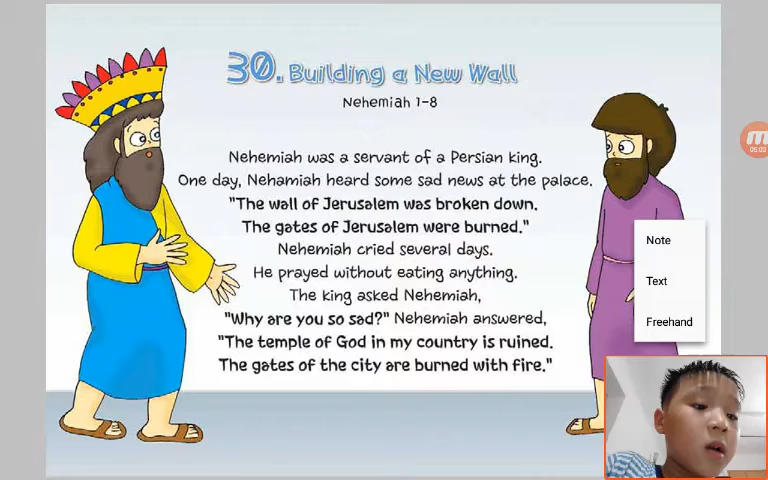 30. Building a New Wall
Nehemiah 1-8
Nehemiah was a servant of a Persian king.
One day, Nehamiah heard some sad news at the palace.
"The wall of Jerusalem was broken down.
The gates of Jerusalem were burned."
Nehemiah cried several days.
He prayed without eating anything.
The king asked Nehemiah,
"Why are you so sad?" Nehemiah answered,
"The temple of God in my country is ruined.
The gates of the city are burned with fire."
Note
Text
Freehand
05:03